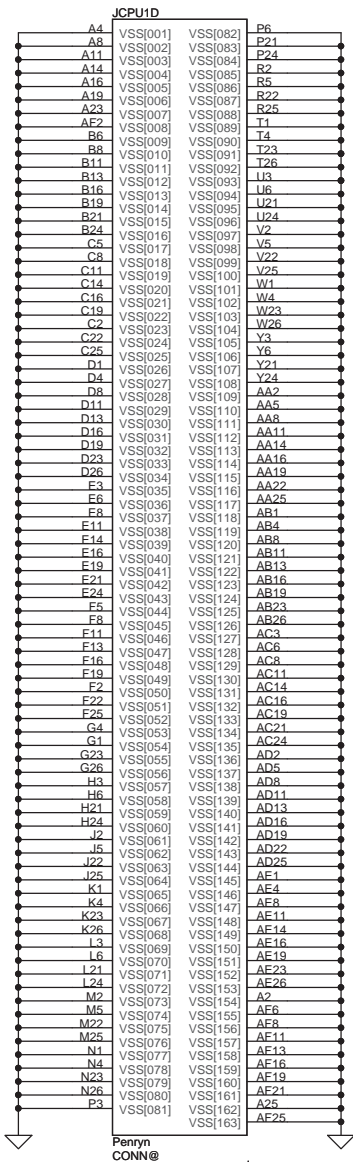 JCPU1D
A4 VSS[001] VSS[082] P6
A8 VSS[002] VSS[083] P21
A11 VSS[003] VSS[084] P24
A14 VSS[004] VSS[085] R2
A16 VSS[005] VSS[086] R5
A19 VSS[006] VSS[087] R22
A23 VSS[007] VSS[088] R25
AF2 VSS[008] VSS[089] T1
B6 VSS[009] VSS[090] T4
B8 VSS[010] VSS[091] T23
B11 VSS[011] VSS[092] T26
B13 VSS[012] VSS[093] U3
B16 VSS[013] VSS[094] U6
B19 VSS[014] VSS[095] U21
B21 VSS[015] VSS[096] U24
B24 VSS[016] VSS[097] V2
C5 VSS[017] VSS[098] V5
C8 VSS[018] VSS[099] V22
C11 VSS[019] VSS[100] V25
C14 VSS[020] VSS[101] W1
C16 VSS[021] VSS[102] W4
C19 VSS[022] VSS[103] W23
C2 VSS[023] VSS[104] W26
C22 VSS[024] VSS[105] Y3
C25 VSS[025] VSS[106] Y6
D1 VSS[026] VSS[107] Y21
D4 VSS[027] VSS[108] Y24
D8 VSS[028] VSS[109] AA2
D11 VSS[029] VSS[110] AA5
D13 VSS[030] VSS[111] AA8
D16 VSS[031] VSS[112] AA11
D19 VSS[032] VSS[113] AA14
D23 VSS[033] VSS[114] AA16
D26 VSS[034] VSS[115] AA19
E3 VSS[035] VSS[116] AA22
E6 VSS[036] VSS[117] AA25
E8 VSS[037] VSS[118] AB1
E11 VSS[038] VSS[119] AB4
E14 VSS[039] VSS[120] AB8
E16 VSS[040] VSS[121] AB11
E19 VSS[041] VSS[122] AB13
E21 VSS[042] VSS[123] AB16
E24 VSS[043] VSS[124] AB19
F5 VSS[044] VSS[125] AB23
F8 VSS[045] VSS[126] AB26
F11 VSS[046] VSS[127] AC3
F13 VSS[047] VSS[128] AC6
F16 VSS[048] VSS[129] AC8
F19 VSS[049] VSS[130] AC11
F2 VSS[050] VSS[131] AC14
F22 VSS[051] VSS[132] AC16
F25 VSS[052] VSS[133] AC19
G4 VSS[053] VSS[134] AC21
G1 VSS[054] VSS[135] AC24
G23 VSS[055] VSS[136] AD2
G26 VSS[056] VSS[137] AD5
H3 VSS[057] VSS[138] AD8
H6 VSS[058] VSS[139] AD11
H21 VSS[059] VSS[140] AD13
H24 VSS[060] VSS[141] AD16
J2 VSS[061] VSS[142] AD19
J5 VSS[062] VSS[143] AD22
J22 VSS[063] VSS[144] AD25
J25 VSS[064] VSS[145] AE1
K1 VSS[065] VSS[146] AE4
K4 VSS[066] VSS[147] AE8
K23 VSS[067] VSS[148] AE11
K26 VSS[068] VSS[149] AE14
L3 VSS[069] VSS[150] AE16
L6 VSS[070] VSS[151] AE19
L21 VSS[071] VSS[152] AE23
L24 VSS[072] VSS[153] AE26
M2 VSS[073] VSS[154] A2
M5 VSS[074] VSS[155] AF6
M22 VSS[075] VSS[156] AF8
M25 VSS[076] VSS[157] AF11
N1 VSS[077] VSS[158] AF13
N4 VSS[078] VSS[159] AF16
N23 VSS[079] VSS[160] AF19
N26 VSS[080] VSS[161] AF21
P3 VSS[081] VSS[162] A25
VSS[163] AF25
Penryn
CONN@